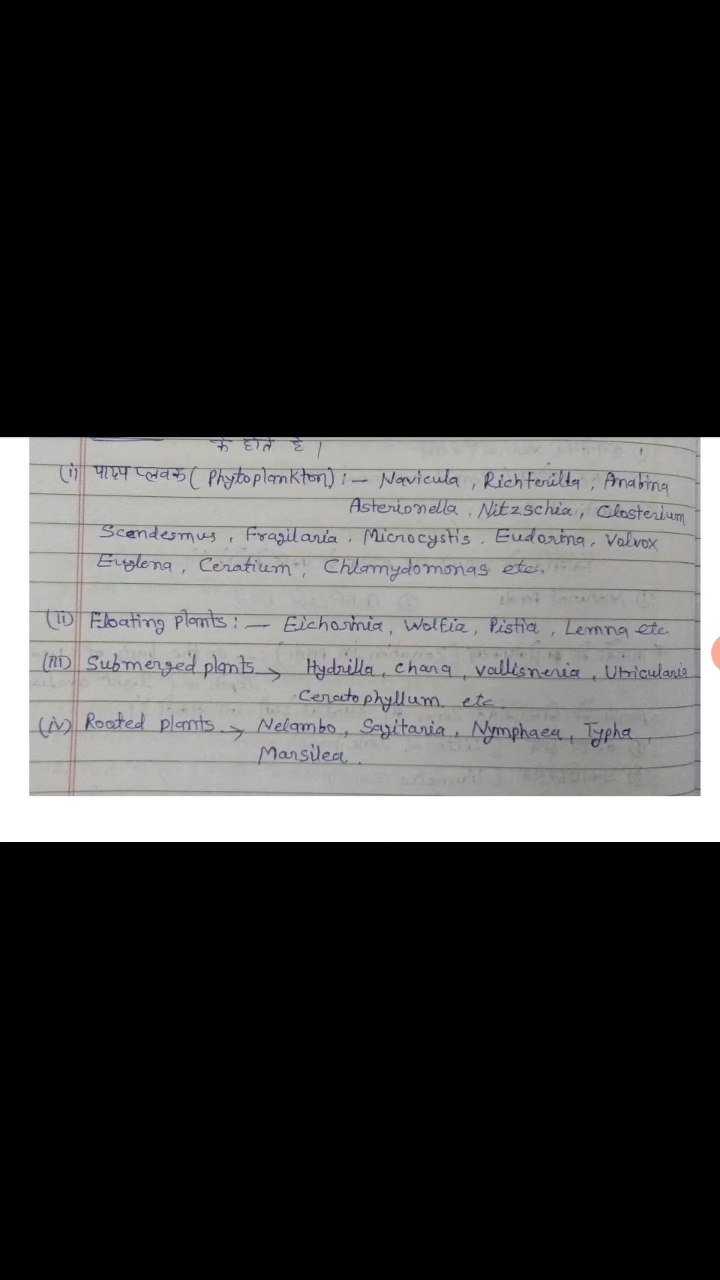 के होते है।
(i) पादप प्लवक ( Phytoplankton) :— Navicula, Richterilla, Anabina
Asterionella, Nitzschia, Closterium
Scendesmus, Fragilaria, Microcystis, Eudorina, Volvox
Euglena, Ceratium, Chlamydomonas etc.
(ii) Floating plants :— Eichornia, Wolfia, Pistia, Lemna etc
(iii) Submerged plants → Hydrilla, chara, vallisneria, Utricularia
Ceratophyllum etc.
(iv) Rooted plants → Nelambo, Sagitaria, Nymphaea, Typha,
Marsilea.